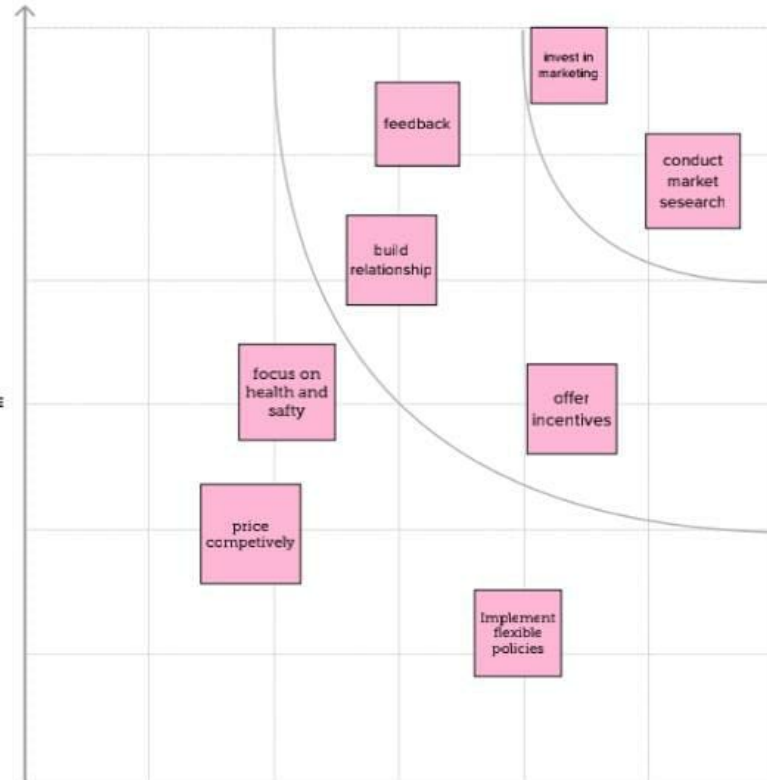 invest in
marketing
feedback
conduct
market
sesearch
build
relationship
focus on
health and
safty
offer
incentives
price
competively
Implement
flexible
policies